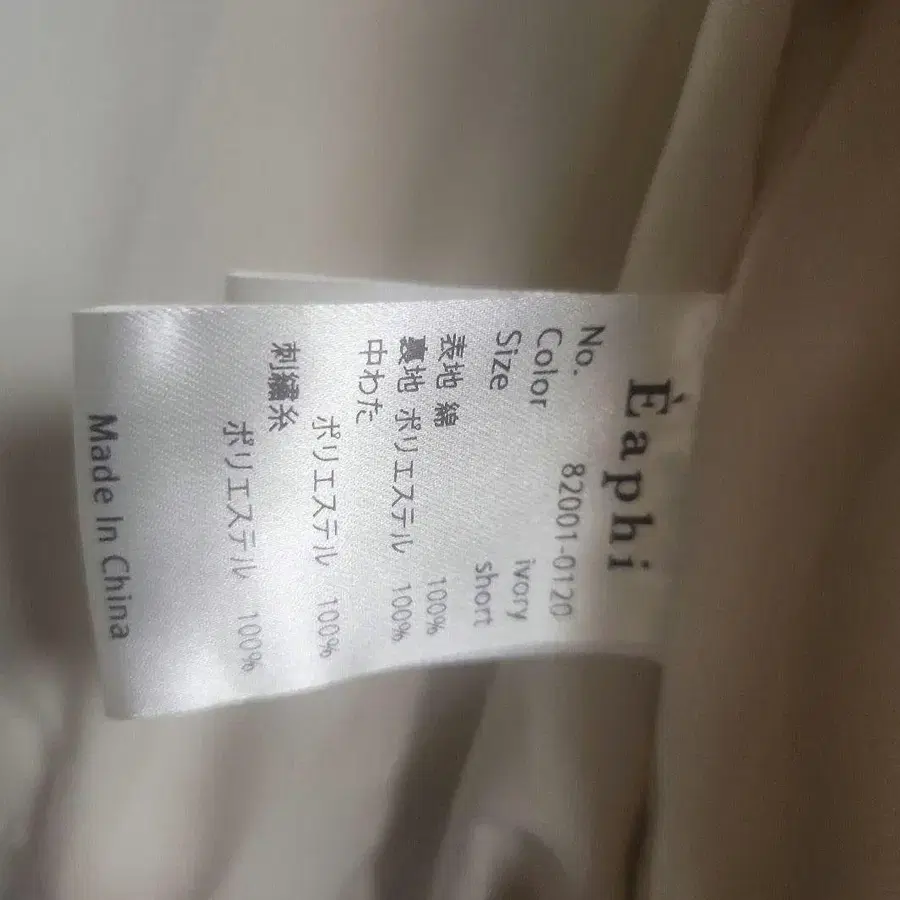 Éaphi
No. 82001-0120
Color ivory
Size short
表地 綿 100%
裏地 ポリエステル 100%
中わた
ポリエステル 100%
刺繍糸
ポリエステル 100%
Made In China